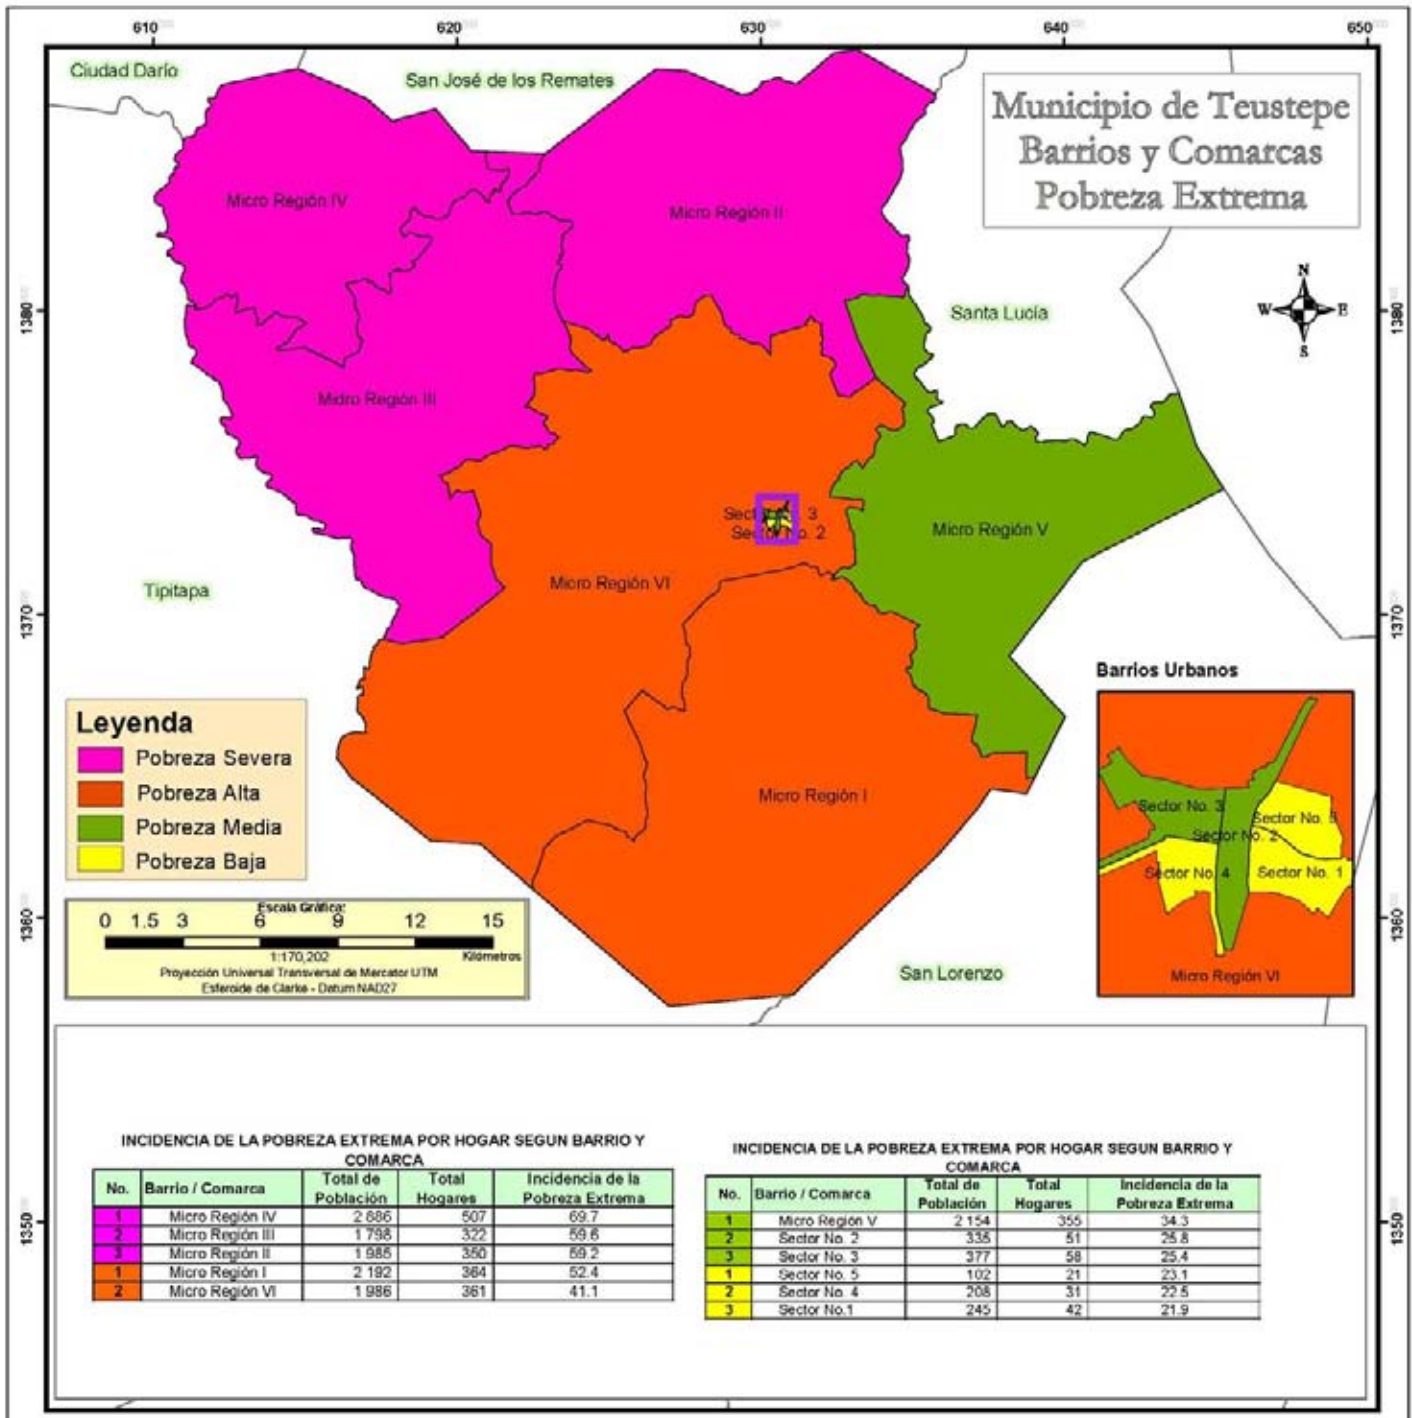 610 620 630 640 650
Ciudad Darío
San José de los Remates
Municipio de Teustepe
Barrios y Comarcas
Pobreza Extrema
Micro Región IV
Micro Región II
N
W E
S
1380 1380
Santa Lucía
Midro Región III
Sector No. 3
Sector No. 2
Micro Región V
Micro Región VI
Tipitapa
1370 1370
Barrios Urbanos
Leyenda
Pobreza Severa
Pobreza Alta
Pobreza Media
Pobreza Baja
Micro Región I
Sector No. 3
Sector No. 5
Sector No. 2
Sector No. 4
Sector No. 1
Micro Región VI
Escala Gráfica:
0 1.5 3 6 9 12 15
1:170,202 Kilómetros
Proyección Universal Transversal de Mercator UTM
Esferoide de Clarke - Datum NAD27
1360 1360
San Lorenzo
1350 1350
INCIDENCIA DE LA POBREZA EXTREMA POR HOGAR SEGUN BARRIO Y
COMARCA
No. Barrio / Comarca Total de Población Total Hogares Incidencia de la Pobreza Extrema
1 Micro Región IV 2 886 507 69.7
2 Micro Región III 1 798 322 59.6
3 Micro Región II 1 985 350 59.2
1 Micro Región I 2 192 364 52.4
2 Micro Región VI 1 986 361 41.1
INCIDENCIA DE LA POBREZA EXTREMA POR HOGAR SEGUN BARRIO Y
COMARCA
No. Barrio / Comarca Total de Población Total Hogares Incidencia de la Pobreza Extrema
1 Micro Región V 2 154 355 34.3
2 Sector No. 2 335 51 25.8
3 Sector No. 3 377 58 25.4
1 Sector No. 5 102 21 23.1
2 Sector No. 4 208 31 22.5
3 Sector No.1 245 42 21.9